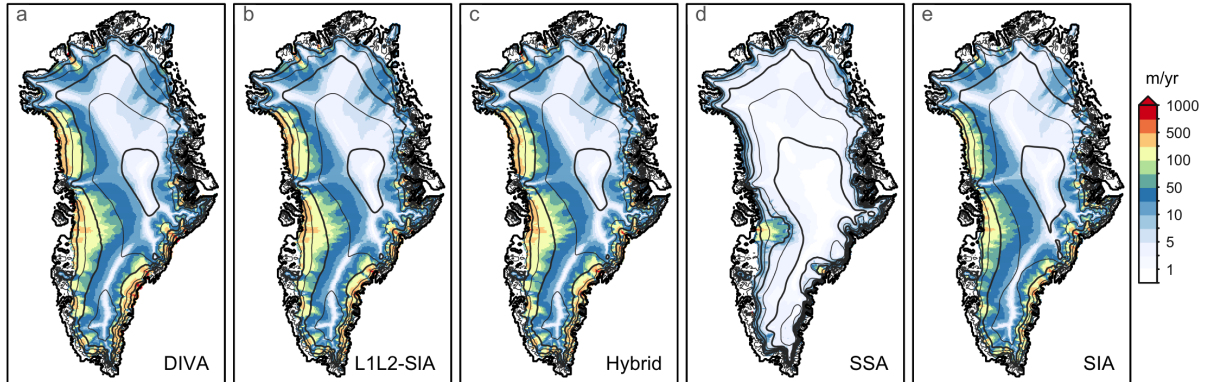 a
b
c
d
e
m/yr
1000
500
100
50
10
5
1
DIVA
L1L2-SIA
Hybrid
SSA
SIA